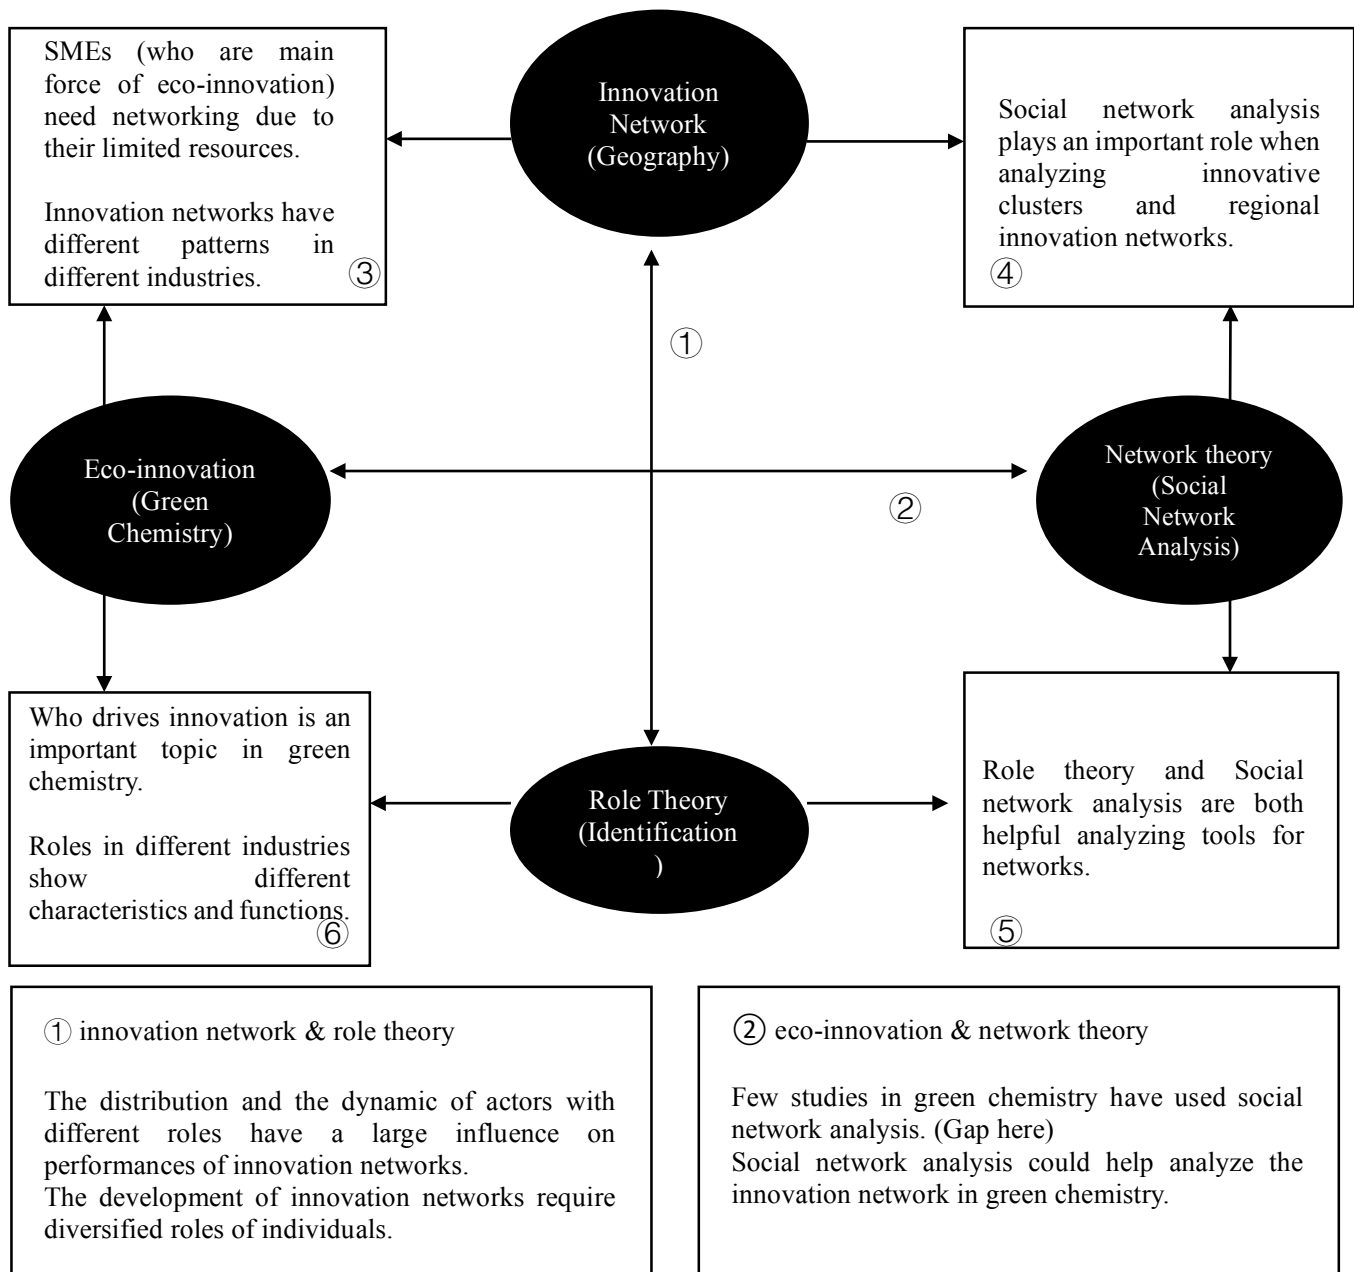 SMEs (who are main
force of eco-innovation)
need networking due to
their limited resources.
Innovation networks have
different patterns in
different industries.
③
Innovation
Network
(Geography)
Social network analysis
plays an important role when
analyzing innovative
clusters and regional
innovation networks.
④
①
Eco-innovation
(Green
Chemistry)
②
Network theory
(Social
Network
Analysis)
Who drives innovation is an
important topic in green
chemistry.
Roles in different industries
show different
characteristics and functions.
⑥
Role Theory
(Identification
)
Role theory and Social
network analysis are both
helpful analyzing tools for
networks.
⑤
① innovation network & role theory
The distribution and the dynamic of actors with
different roles have a large influence on
performances of innovation networks.
The development of innovation networks require
diversified roles of individuals.
② eco-innovation & network theory
Few studies in green chemistry have used social
network analysis. (Gap here)
Social network analysis could help analyze the
innovation network in green chemistry.